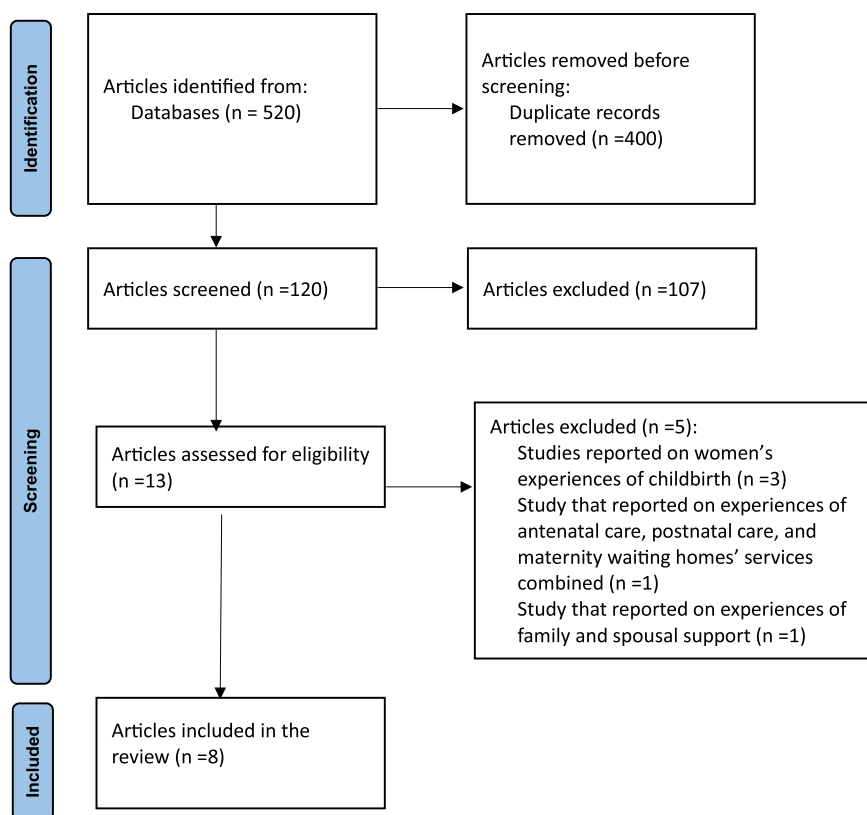 Identification
Articles identified from:
Databases (n = 520)
Articles removed before
screening:
Duplicate records
removed (n =400)
Screening
Articles screened (n =120)
Articles excluded (n =107)
Articles assessed for eligibility
(n =13)
Articles excluded (n =5):
Studies reported on women’s
experiences of childbirth (n =3)
Study that reported on experiences of
antenatal care, postnatal care, and
maternity waiting homes’ services
combined (n =1)
Study that reported on experiences of
family and spousal support (n =1)
Included
Articles included in the
review (n =8)